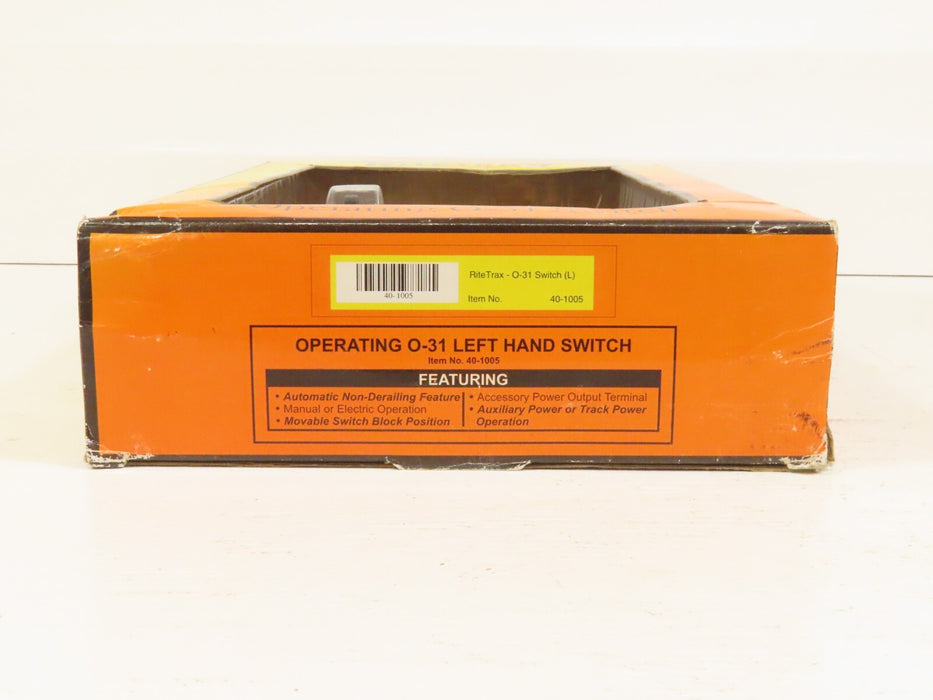 40-1005
RiteTrax - O-31 Switch (L)
Item No. 40-1005
OPERATING O-31 LEFT HAND SWITCH
Item No. 40-1005
FEATURING
• Automatic Non-Derailing Feature
• Manual or Electric Operation
• Movable Switch Block Position
• Accessory Power Output Terminal
• Auxiliary Power or Track Power
Operation